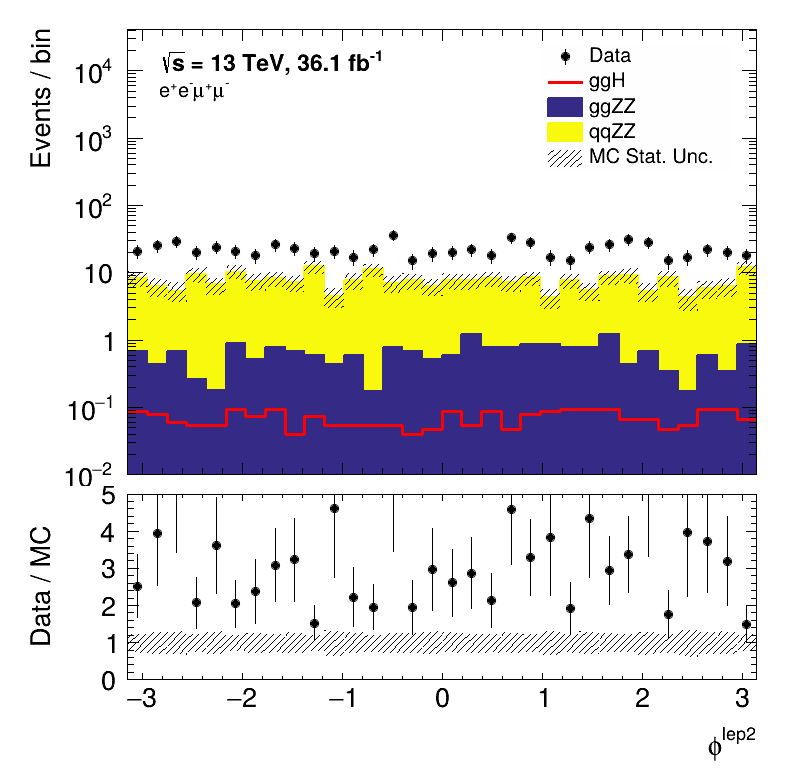 Events / bin
10⁴
10³
10²
10
1
10⁻¹
10⁻²
√s = 13 TeV, 36.1 fb⁻¹
e⁺e⁻μ⁺μ⁻
Data
ggH
ggZZ
qqZZ
MC Stat. Unc.
Data / MC
5
4
3
2
1
0
−3 −2 −1 0 1 2 3
ϕˡᵉᵖ²